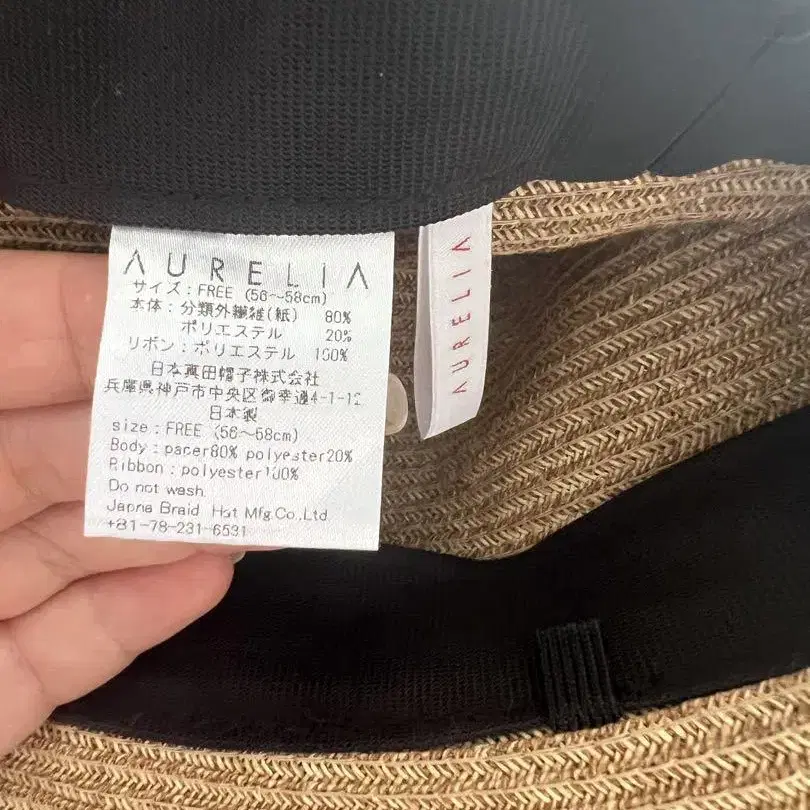 AURELIA
サイズ：FREE (56～58cm)
本体：分類外繊維(紙) 80%
ポリエステル 20%
リボン：ポリエステル 100%
日本真田帽子株式会社
兵庫県神戸市中央区御幸通4-1-12
日本製
size : FREE (56～58cm)
Body : pacer80% polyester20%
Ribbon : polyester100%
Do not wash.
Japna Braid Hat Mfg.Co.,Ltd.
+81-78-231-6531
AURELIA